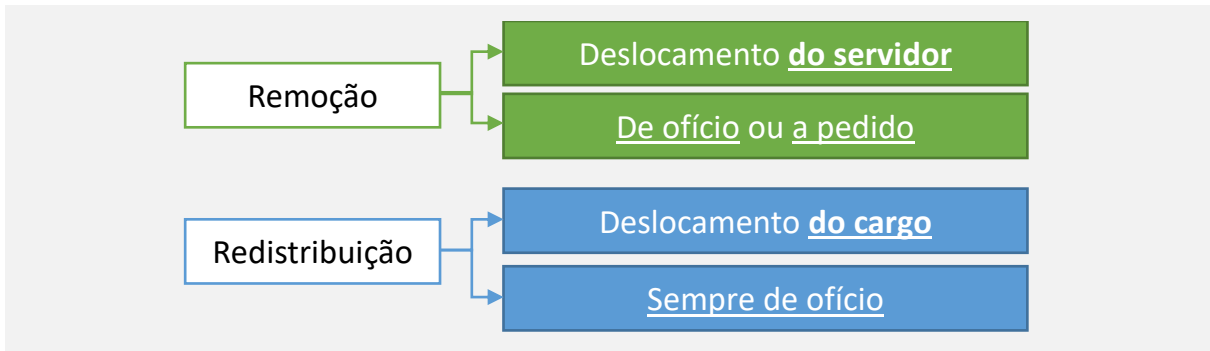 Remoção
Deslocamento do servidor
De ofício ou a pedido
Redistribuição
Deslocamento do cargo
Sempre de ofício